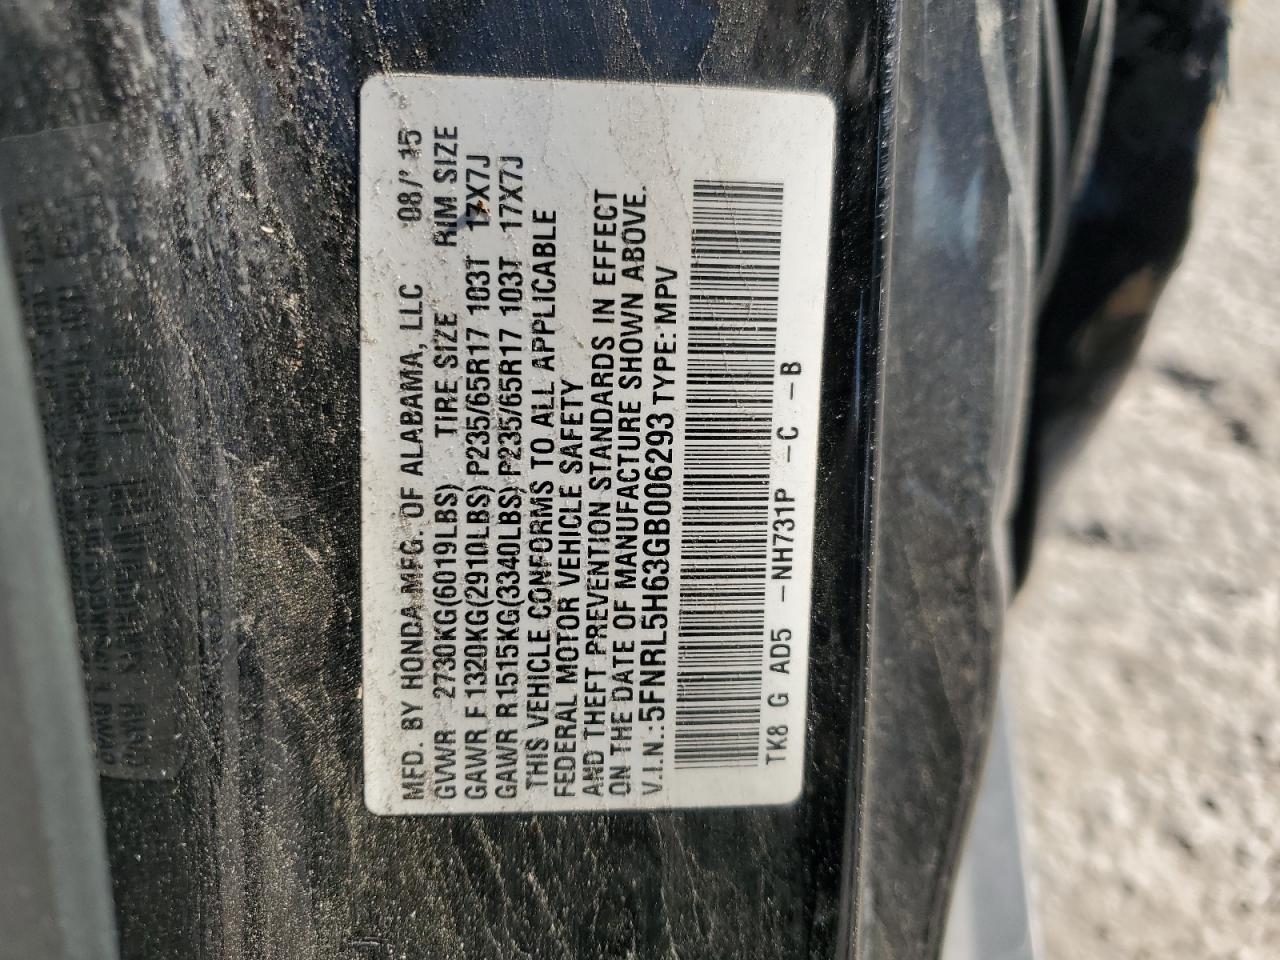 MFD. BY HONDA MFG. OF ALABAMA, LLC 08/'15
GVWR 2730KG(6019LBS) TIRE SIZE RIM SIZE
GAWR F 1320KG(2910LBS) P235/65R17 103T 17X7J
GAWR R1515KG(3340LBS) P235/65R17 103T 17X7J
THIS VEHICLE CONFORMS TO ALL APPLICABLE
FEDERAL MOTOR VEHICLE SAFETY
AND THEFT PREVENTION STANDARDS IN EFFECT
ON THE DATE OF MANUFACTURE SHOWN ABOVE.
V.I.N.:5FNRL5H63GB006293 TYPE: MPV
TK8 G AD5 -NH731P -C -B